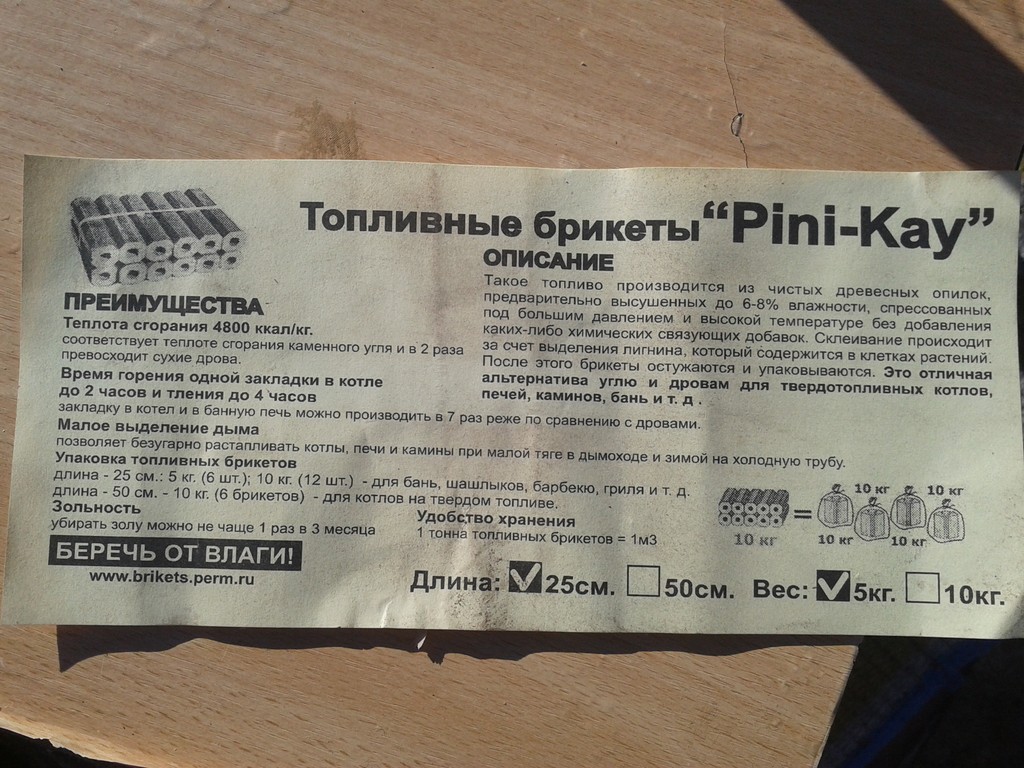 Топливные брикеты “Pini-Kay”
ОПИСАНИЕ
Такое топливо производится из чистых древесных опилок,
предварительно высушенных до 6-8% влажности, спрессованных
под большим давлением и высокой температуре без добавления
каких-либо химических связующих добавок. Склеивание происходит
за счет выделения лигнина, который содержится в клетках растений.
После этого брикеты остужаются и упаковываются. Это отличная
альтернатива углю и дровам для твердотопливных котлов,
печей, каминов, бань и т. д .
ПРЕИМУЩЕСТВА
Теплота сгорания 4800 ккал/кг.
соответствует теплоте сгорания каменного угля и в 2 раза
превосходит сухие дрова.
Время горения одной закладки в котле
до 2 часов и тления до 4 часов
закладку в котел и в банную печь можно производить в 7 раз реже по сравнению с дровами.
Малое выделение дыма
позволяет безугарно растапливать котлы, печи и камины при малой тяге в дымоходе и зимой на холодную трубу.
Упаковка топливных брикетов
длина - 25 см.: 5 кг. (6 шт.); 10 кг. (12 шт.) - для бань, шашлыков, барбекю, гриля и т. д.
длина - 50 см. - 10 кг. (6 брикетов) - для котлов на твердом топливе.
Зольность
убирать золу можно не чаще 1 раз в 3 месяца
Удобство хранения
1 тонна топливных брикетов = 1м3
10 кг = 10 кг 10 кг 10 кг 10 кг
БЕРЕЧЬ ОТ ВЛАГИ!
www.brikets.perm.ru
Длина: ☑ 25см. ☐ 50см. Вес: ☑ 5кг. ☐ 10кг.